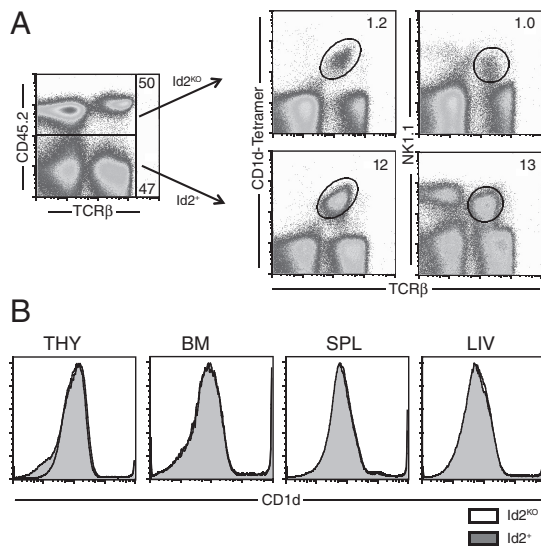 A
CD45.2
TCRβ
50
47
Id2KO
Id2+
CD1d-Tetramer
1.2
12
NK1.1
1.0
13
TCRβ
B
THY
BM
SPL
LIV
CD1d
Id2KO
Id2+